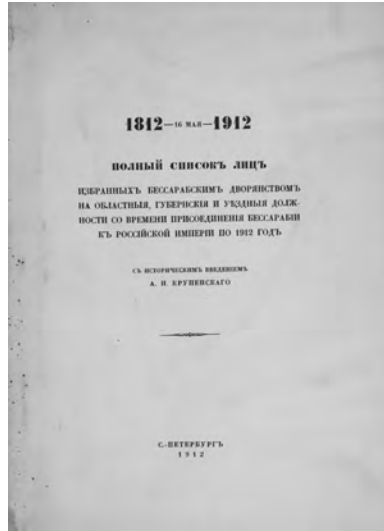 1812—16 МАЯ—1912
ПОЛНЫЙ СПИСОКЪ ЛИЦЪ
ИЗБРАННЫХЪ БЕССАРАБСКИМЪ ДВОРЯНСТВОМЪ
НА ОБЛАСТНЫЯ, ГУБЕРНСКІЯ И УѢЗДНЫЯ ДОЛЖ-
НОСТИ СО ВРЕМЕНИ ПРИСОЕДИНЕНІЯ БЕССАРАБІИ
КЪ РОССІЙСКОЙ ИМПЕРІИ ПО 1912 ГОДЪ
СЪ ИСТОРИЧЕСКИМЪ ВВЕДЕНІЕМЪ
А. Н. КРУПЕНСКАГО
С.-ПЕТЕРБУРГЪ
1912